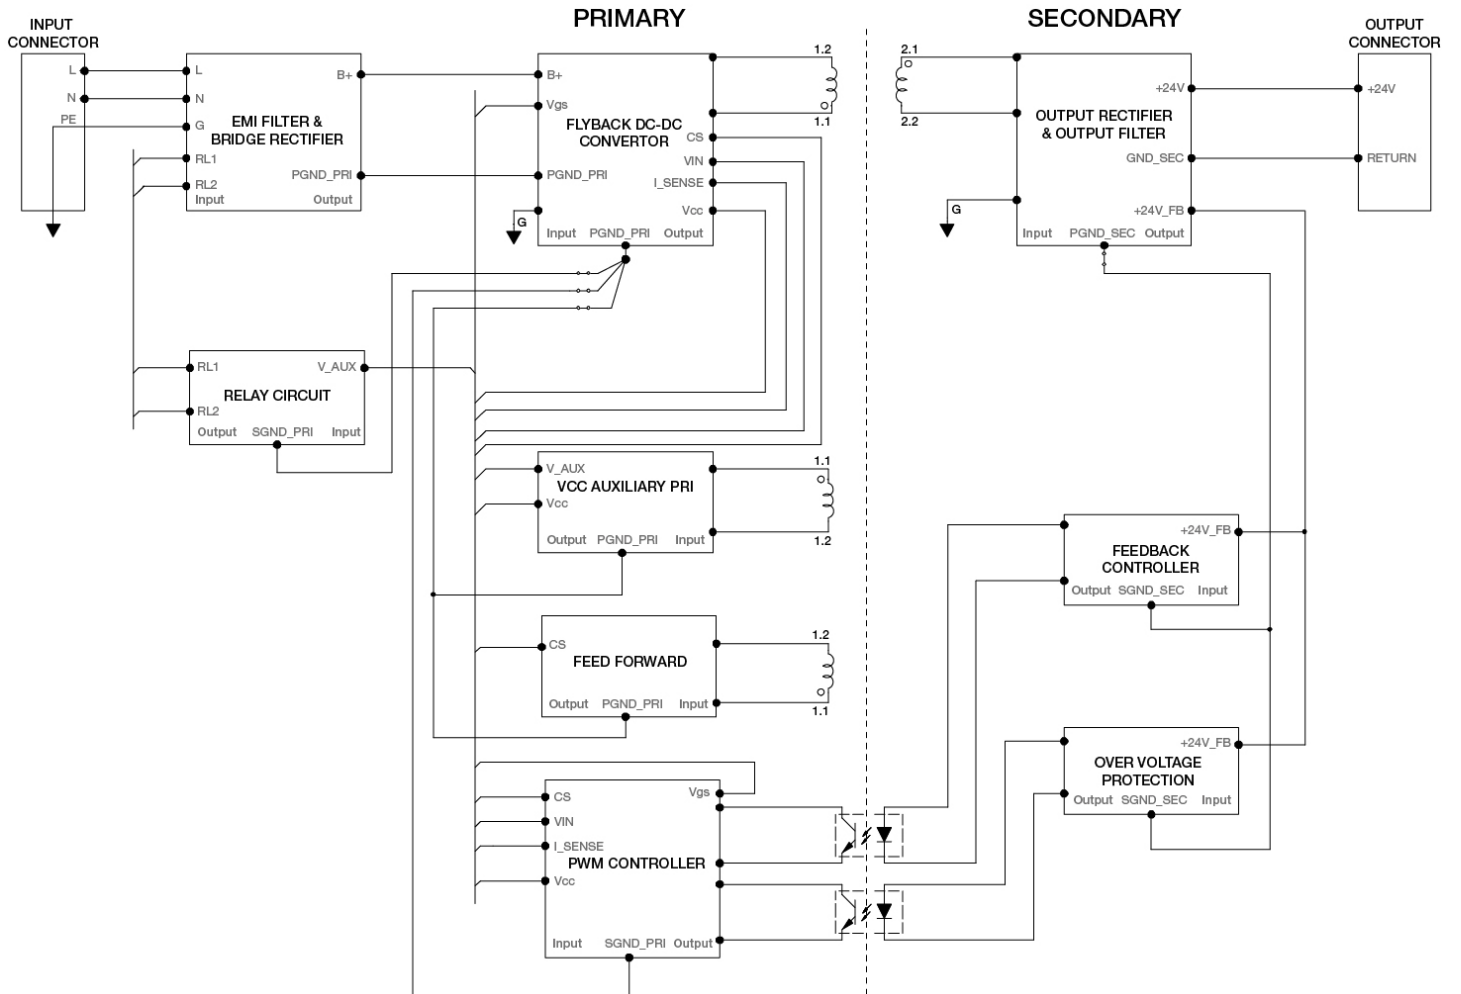 PRIMARY
SECONDARY
INPUT
CONNECTOR
L
N
PE
L
N
G
RL1
RL2
Input
EMI FILTER &
BRIDGE RECTIFIER
B+
PGND_PRI
Output
B+
Vgs
FLYBACK DC-DC
CONVERTOR
PGND_PRI
G
Input
PGND_PRI
Output
CS
VIN
I_SENSE
Vcc
1.2
1.1
2.1
2.2
OUTPUT RECTIFIER
& OUTPUT FILTER
+24V
GND_SEC
+24V_FB
G
Input
PGND_SEC
Output
OUTPUT
CONNECTOR
+24V
RETURN
RL1
V_AUX
RELAY CIRCUIT
RL2
Output
SGND_PRI
Input
V_AUX
VCC AUXILIARY PRI
Vcc
Output
PGND_PRI
Input
1.1
1.2
CS
FEED FORWARD
Output
PGND_PRI
Input
1.2
1.1
+24V_FB
FEEDBACK
CONTROLLER
Output
SGND_SEC
Input
+24V_FB
OVER VOLTAGE
PROTECTION
Output
SGND_SEC
Input
Vgs
CS
VIN
I_SENSE
PWM CONTROLLER
Vcc
Input
SGND_PRI
Output